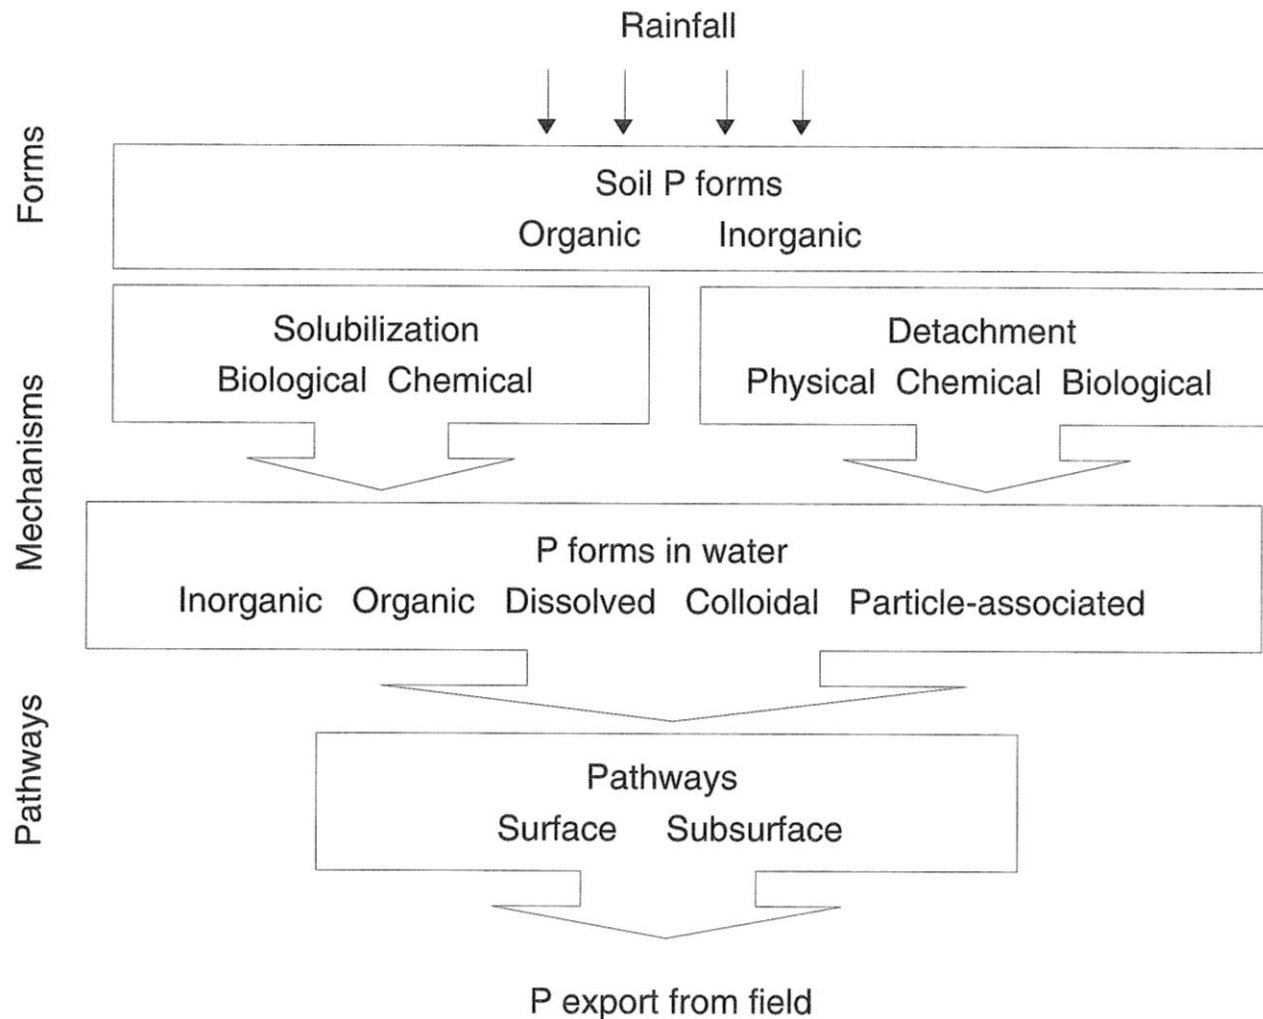 Rainfall
Forms
Soil P forms
Organic Inorganic
Mechanisms
Solubilization
Biological Chemical
Detachment
Physical Chemical Biological
P forms in water
Inorganic Organic Dissolved Colloidal Particle-associated
Pathways
Pathways
Surface Subsurface
P export from field